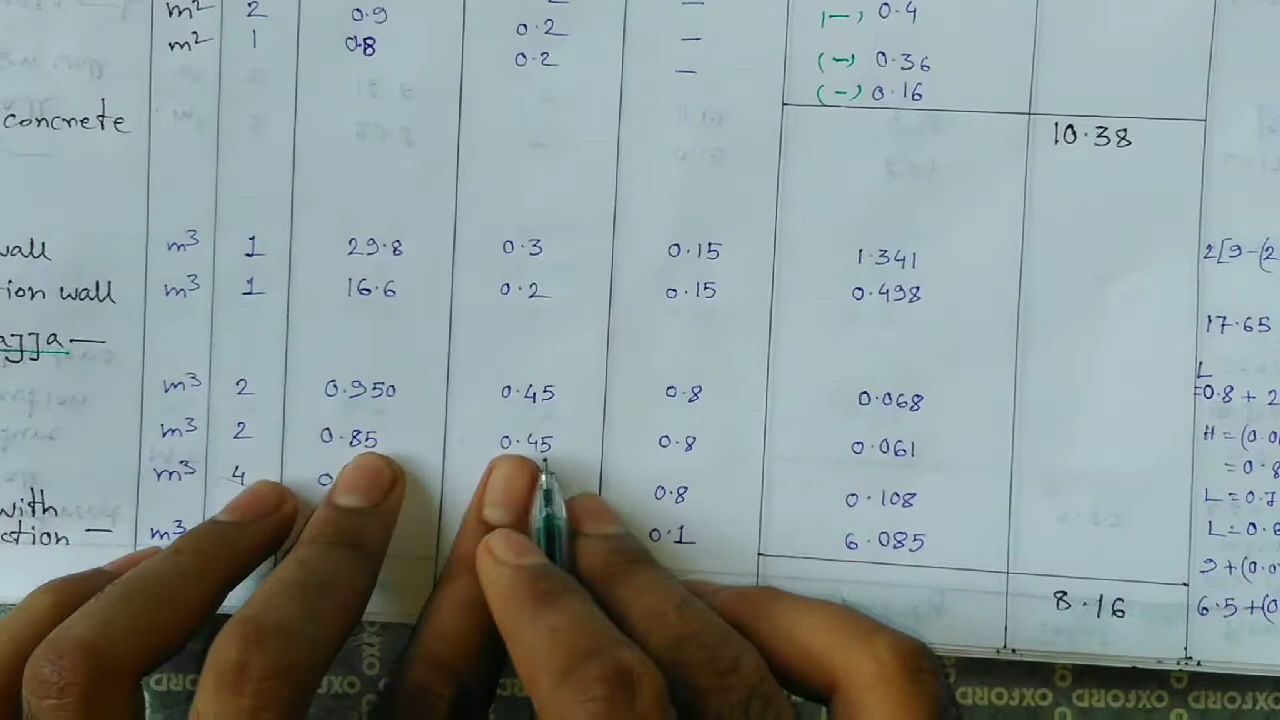 m² 2 0.9 0.2 — (-) 0.4
m² 1 0.8 0.2 — (-) 0.36
(-) 0.16
concrete 10.38
wall m³ 1 29.8 0.3 0.15 1.341 2[9-(2
ion wall m³ 1 16.6 0.2 0.15 0.498
ajja — 17.65
L
m³ 2 0.950 0.45 0.8 0.068 =0.8 + 2
m³ 2 0.85 0.45 0.8 0.061 H = (0.0
= 0.8
m³ 4 0 0.8 0.108 L=0.7
with
ction — m³ 0.1 6.085 L=0.6
2+(0.0
8.16 6.5+(0
OXFORD OXFORD OXFORD